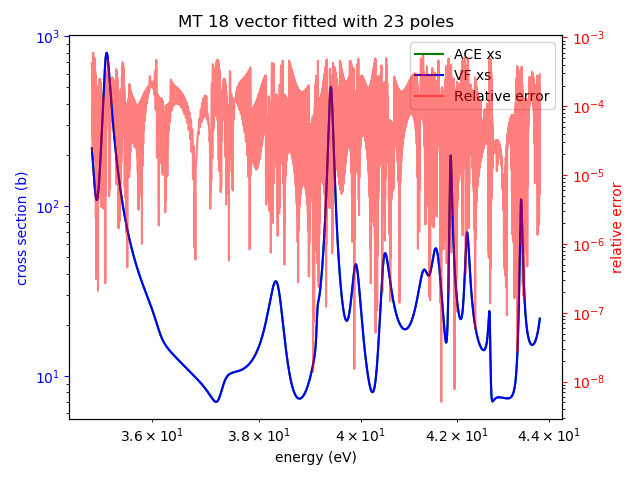 MT 18 vector fitted with 23 poles
ACE xs
VF xs
Relative error
cross section (b)
10³
10²
10¹
relative error
10⁻³
10⁻⁴
10⁻⁵
10⁻⁶
10⁻⁷
10⁻⁸
3.6 × 10¹ 3.8 × 10¹ 4 × 10¹ 4.2 × 10¹ 4.4 × 10¹
energy (eV)